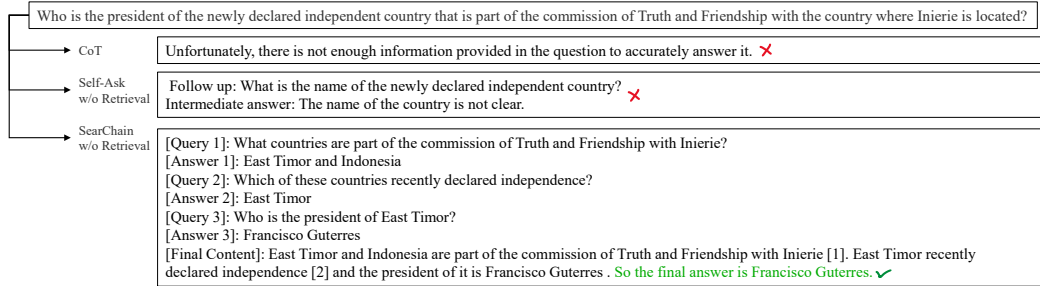 Who is the president of the newly declared independent country that is part of the commission of Truth and Friendship with the country where Inierie is located?
CoT
Unfortunately, there is not enough information provided in the question to accurately answer it.
Self-Ask
w/o Retrieval
Follow up: What is the name of the newly declared independent country?
Intermediate answer: The name of the country is not clear.
SearChain
w/o Retrieval
[Query 1]: What countries are part of the commission of Truth and Friendship with Inierie?
[Answer 1]: East Timor and Indonesia
[Query 2]: Which of these countries recently declared independence?
[Answer 2]: East Timor
[Query 3]: Who is the president of East Timor?
[Answer 3]: Francisco Guterres
[Final Content]: East Timor and Indonesia are part of the commission of Truth and Friendship with Inierie [1]. East Timor recently
declared independence [2] and the president of it is Francisco Guterres . So the final answer is Francisco Guterres.